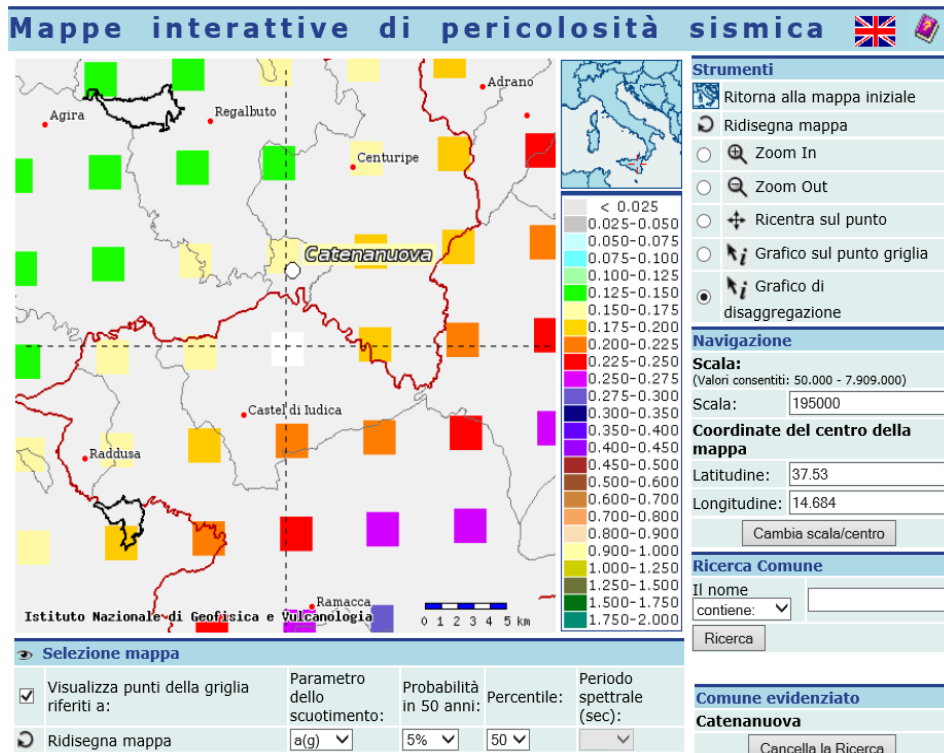 Mappe interattive di pericolosità sismica
Adrano
Agira
Regalbuto
Centuripe
Catenanuova
Castel di Iudica
Raddusa
Ramacca
Istituto Nazionale di Geofisica e Vulcanologia
0 1 2 3 4 5 km
< 0.025
0.025-0.050
0.050-0.075
0.075-0.100
0.100-0.125
0.125-0.150
0.150-0.175
0.175-0.200
0.200-0.225
0.225-0.250
0.250-0.275
0.275-0.300
0.300-0.350
0.350-0.400
0.400-0.450
0.450-0.500
0.500-0.600
0.600-0.700
0.700-0.800
0.800-0.900
0.900-1.000
1.000-1.250
1.250-1.500
1.500-1.750
1.750-2.000
Strumenti
Ritorna alla mappa iniziale
Ridisegna mappa
Zoom In
Zoom Out
Ricentra sul punto
Grafico sul punto griglia
Grafico di
disaggregazione
Navigazione
Scala:
(Valori consentiti: 50.000 - 7.909.000)
Scala: 195000
Coordinate del centro della
mappa
Latitudine: 37.53
Longitudine: 14.684
Cambia scala/centro
Ricerca Comune
Il nome
contiene:
Ricerca
Comune evidenziato
Catenanuova
Cancella la Ricerca
Selezione mappa
Visualizza punti della griglia
riferiti a:
Parametro
dello
scuotimento:
Probabilità
in 50 anni:
Percentile:
Periodo
spettrale
(sec):
Ridisegna mappa
a(g)
5%
50